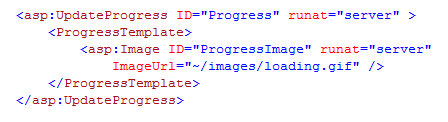 <asp:UpdateProgress ID="Progress" runat="server" >
<ProgressTemplate>
<asp:Image ID="ProgressImage" runat="server"
ImageUrl="~/images/loading.gif" />
</ProgressTemplate>
</asp:UpdateProgress>